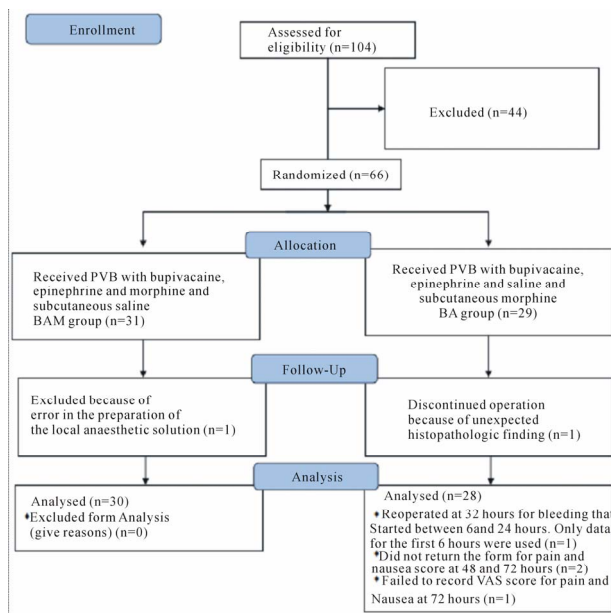 Enrollment
Assessed for
eligibility (n=104)
Excluded (n=44)
Randomized (n=66)
Allocation
Received PVB with bupivacaine,
epinephrine and morphine and
subcutaneous saline
BAM group (n=31)
Received PVB with bupivacaine,
epinephrine and saline and
subcutaneous morphine
BA group (n=29)
Follow-Up
Excluded because of
error in the preparation of
the local anaesthetic solution (n=1)
Discontinued operation
because of unexpected
histopathologic finding (n=1)
Analysis
Analysed (n=30)
*Excluded form Analysis
(give reasons) (n=0)
Analysed (n=28)
*Reoperated at 32 hours for bleeding that
Started between 6and 24 hours. Only data
for the first 6 hours were used (n=1)
*Did not return the form for pain and
nausea score at 48 and 72 hours (n=2)
*Failed to record VAS score for pain and
Nausea at 72 hours (n=1)